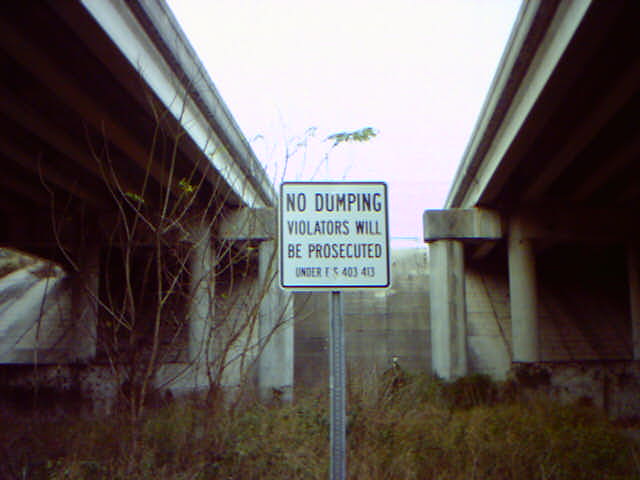 NO DUMPING
VIOLATORS WILL
BE PROSECUTED
UNDER F S 403 413